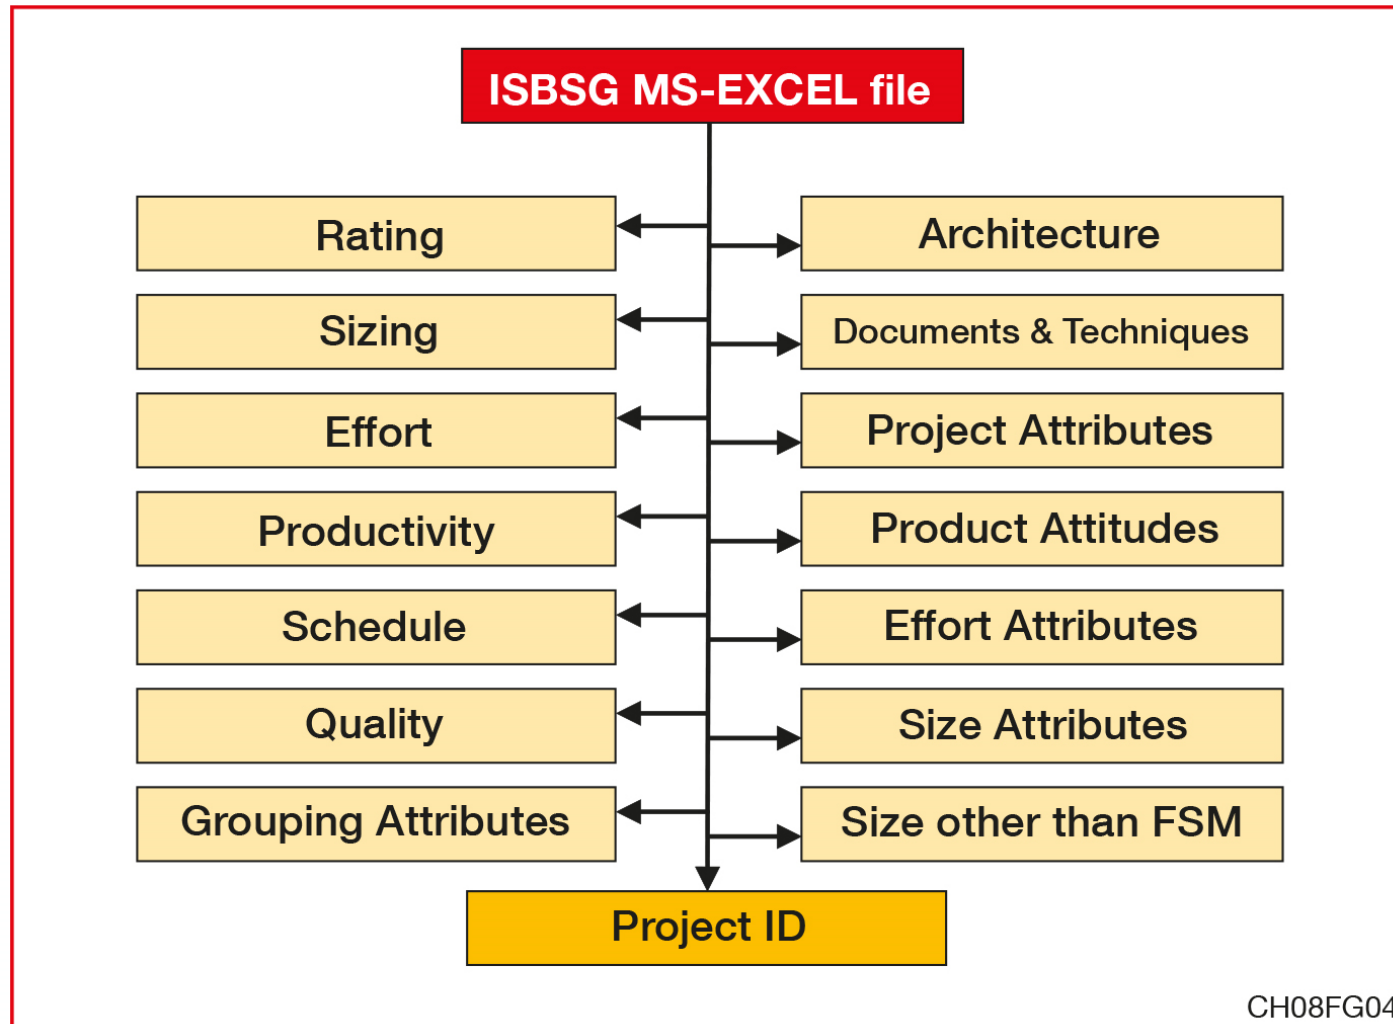 ISBSG MS-EXCEL file
Rating
Architecture
Sizing
Documents & Techniques
Effort
Project Attributes
Productivity
Product Attitudes
Schedule
Effort Attributes
Quality
Size Attributes
Grouping Attributes
Size other than FSM
Project ID
CH08FG04